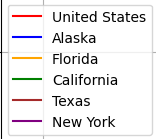 United States
Alaska
Florida
California
Texas
New York